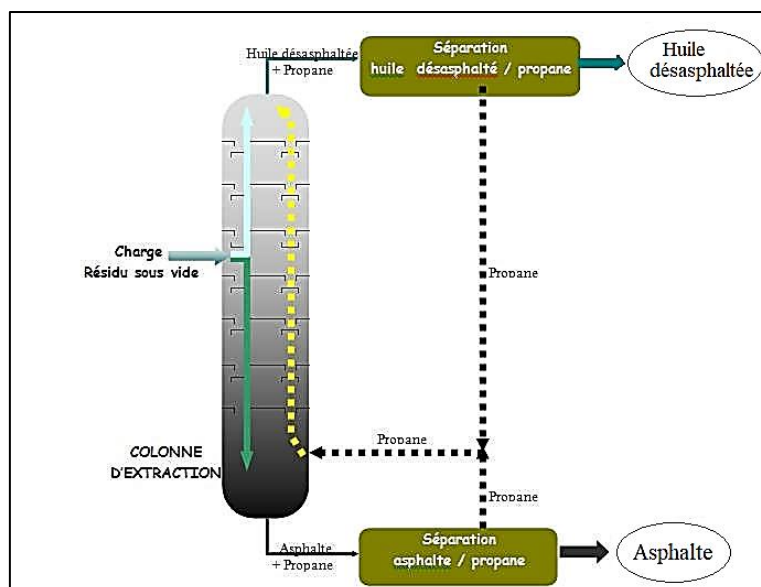 Huile désasphaltée
+ Propane
Séparation
huile désasphalté / propane
Huile
désasphaltée
Charge
Résidu sous vide
Propane
COLONNE
D'EXTRACTION
Propane
Propane
Asphalte
+ Propane
Séparation
asphalte / propane
Asphalte